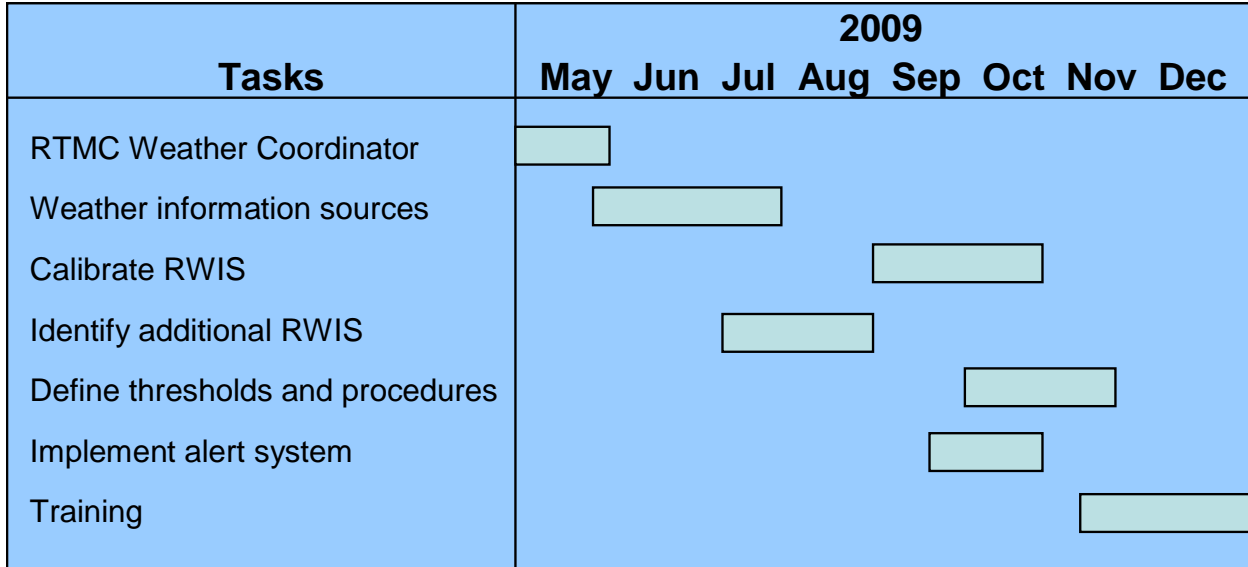 2009
Tasks May Jun Jul Aug Sep Oct Nov Dec
RTMC Weather Coordinator
Weather information sources
Calibrate RWIS
Identify additional RWIS
Define thresholds and procedures
Implement alert system
Training